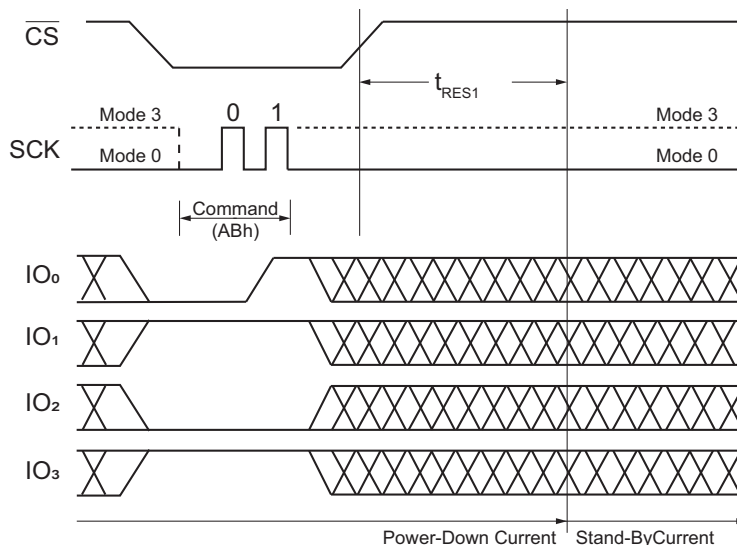 CS
tRES1
Mode 3
0
1
Mode 3
SCK
Mode 0
Mode 0
Command
(ABh)
IO₀
IO₁
IO₂
IO₃
Power-Down Current
Stand-ByCurrent